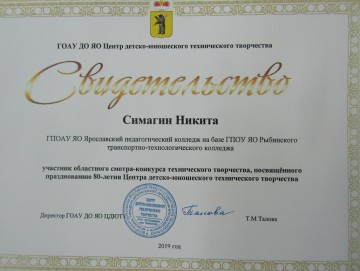 ГОАУ ДО ЯО Центр детско-юношеского технического творчества
Свидетельство
Симагин Никита
ГПОАУ ЯО Ярославский педагогический колледж на базе ГПОУ ЯО Рыбинского
транспортно-технологического колледжа
участник областного смотра-конкурса технического творчества, посвящённого
празднованию 80-летия Центра детско-юношеского технического творчества
Директор ГОАУ ДО ЯО ЦДЮТТ
Т.М.Талова
2019 год